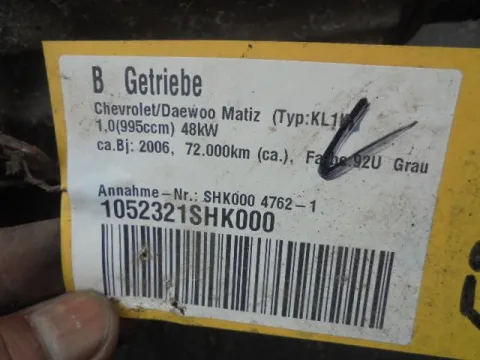 B Getriebe
Chevrolet/Daewoo Matiz (Typ:KL1
1,0(995ccm) 48kW
ca.Bj: 2006, 72.000km (ca.), Farbe:92U Grau
Annahme-Nr.: SHK000 4762-1
1052321SHK000